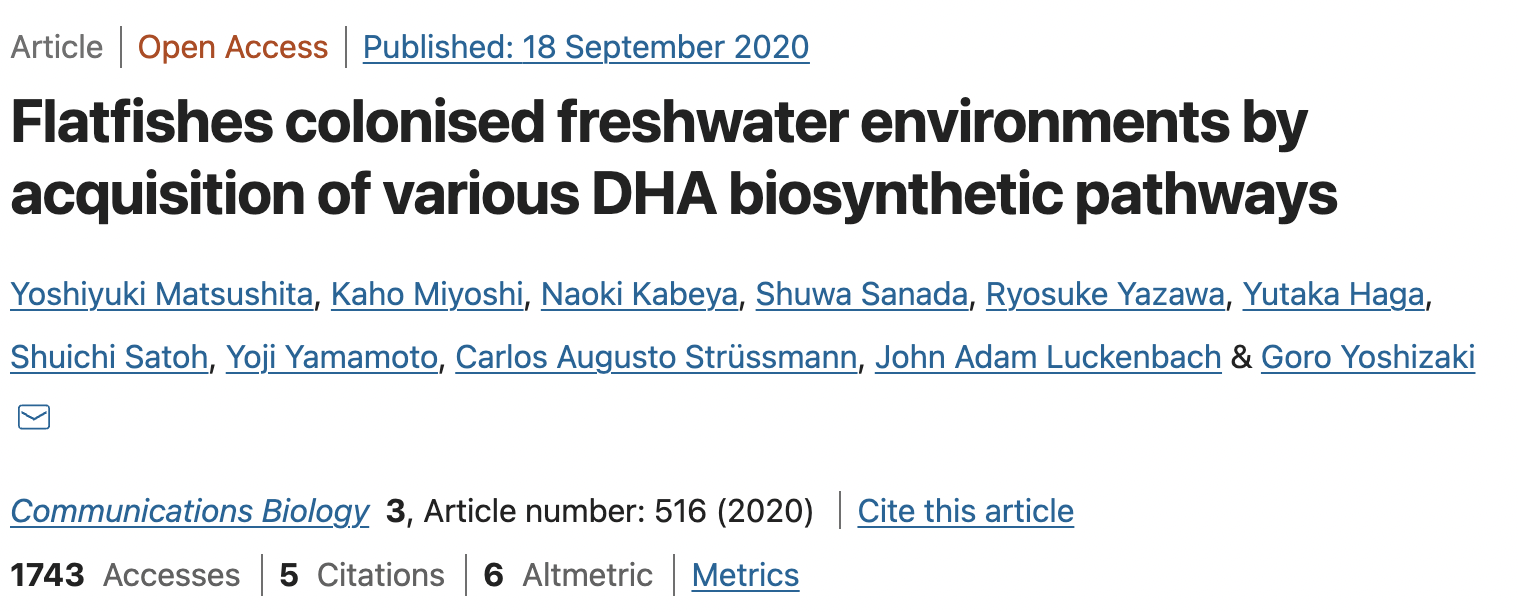 Article | Open Access | Published: 18 September 2020
Flatfishes colonised freshwater environments by
acquisition of various DHA biosynthetic pathways
Yoshiyuki Matsushita, Kaho Miyoshi, Naoki Kabeya, Shuwa Sanada, Ryosuke Yazawa, Yutaka Haga,
Shuichi Satoh, Yoji Yamamoto, Carlos Augusto Strüssmann, John Adam Luckenbach & Goro Yoshizaki
Communications Biology 3, Article number: 516 (2020) | Cite this article
1743 Accesses | 5 Citations | 6 Altmetric | Metrics